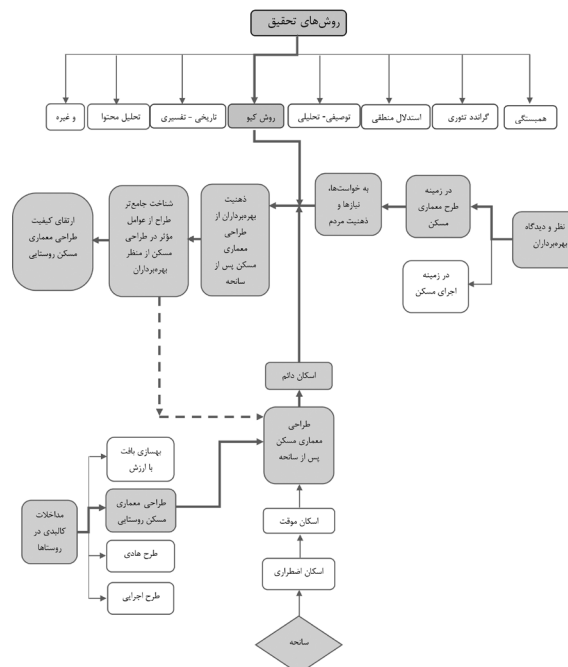 روش‌های تحقیق
همبستگی
گراندد تئوری
استدلال منطقی
توصیفی- تحلیلی
روش کیو
تاریخی - تفسیری
تحلیل محتوا
و غیره
نظر و دیدگاه
بهره‌برداران
در زمینه
طرح معماری
مسکن
در زمینه
اجرای مسکن
به خواست‌ها،
نیازها و
ذهنیت مردم
ذهنیت
بهره‌برداران از
طراحی
معماری
مسکن پس از
سانحه
شناخت جامع‌تر
طراح از عوامل
مؤثر در طراحی
مسکن از منظر
بهره‌برداران
ارتقای کیفیت
طراحی معماری
مسکن روستایی
اسکان دائم
طراحی
معماری مسکن
پس از سانحه
اسکان موقت
اسکان اضطراری
سانحه
مداخلات
کالبدی در
روستاها
بهسازی بافت
با ارزش
طراحی معماری
مسکن روستایی
طرح هادی
طرح اجرایی